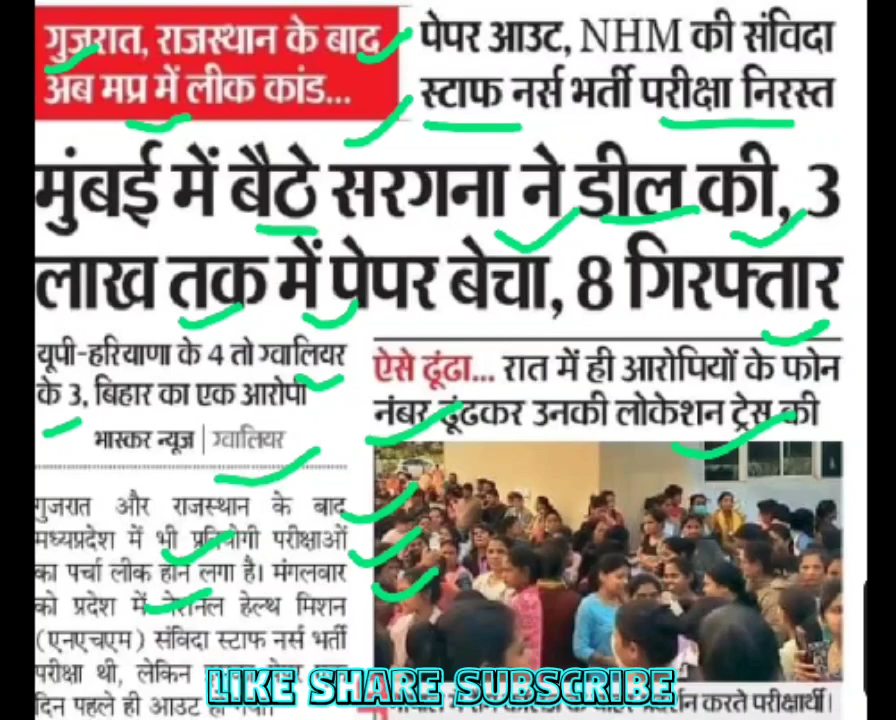 गुजरात, राजस्थान के बाद
अब मप्र में लीक कांड...
पेपर आउट, NHM की संविदा
स्टाफ नर्स भर्ती परीक्षा निरस्त
मुंबई में बैठे सरगना ने डील की, 3
लाख तक में पेपर बेचा, 8 गिरफ्तार
यूपी-हरियाणा के 4 तो ग्वालियर
के 3, बिहार का एक आरोपी
भास्कर न्यूज | ग्वालियर
गुजरात और राजस्थान के बाद
मध्यप्रदेश में भी प्रतियोगी परीक्षाओं
का पर्चा लीक होने लगा है। मंगलवार
को प्रदेश में नेशनल हेल्थ मिशन
(एनएचएम) संविदा स्टाफ नर्स भर्ती
परीक्षा थी, लेकिन
दिन पहले ही आउट
ऐसे ढूंढा... रात में ही आरोपियों के फोन
नंबर ढूंढकर उनकी लोकेशन ट्रेस की
करते परीक्षार्थी।
LIKE SHARE SUBSCRIBE